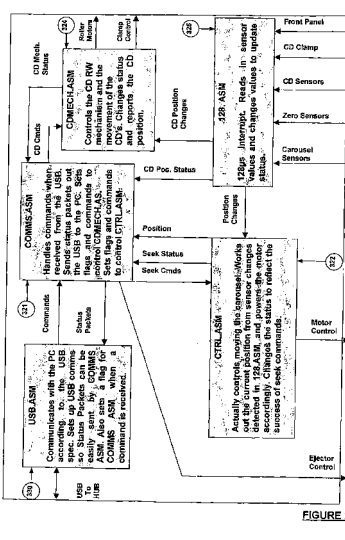 324
Roller
Motors
Clamp
Control
CD Mech.
Status
CDMECH.ASM
Controls the CD RW
mechanism and the
movement of the
CD's. Changes status
and reports the CD
position.
CD Cmds
CD Position
Changes
325
128.ASM
128µs Interrupt. Reads in sensor
values and changes values to update
status.
Front Panel
CD Clamp
CD Sensors
Zero Sensors
Carousel
Sensors
321
COMMS.ASM
Handles commands when
received from the USB.
Sends status packets out
the USB to the PC. Sets
flags and commands to
control CDMECH.AS.
Sets flags and commands
to control CTRL.ASM
CD Pos. Status
Position
Changes
Position
Seek Status
Seek Cmds
Commands
Status
Packets
CTRL.ASM
Actually controls moving the carousel. Works
out the current position from sensor changes
detected in 128.ASM, and powers the motor
accordingly. Changes the status to reflect the
success of seek commands.
322
Motor
Control
Ejector
Control
330
USB.ASM
Communicates with the PC
according to the USB
spec. Sets up USB comms
so Status Packets can be
easily sent by COMMS
ASM. Also sets a flag for
COMMS ASM, when a
command is received.
USB
To
HUB
FIGURE